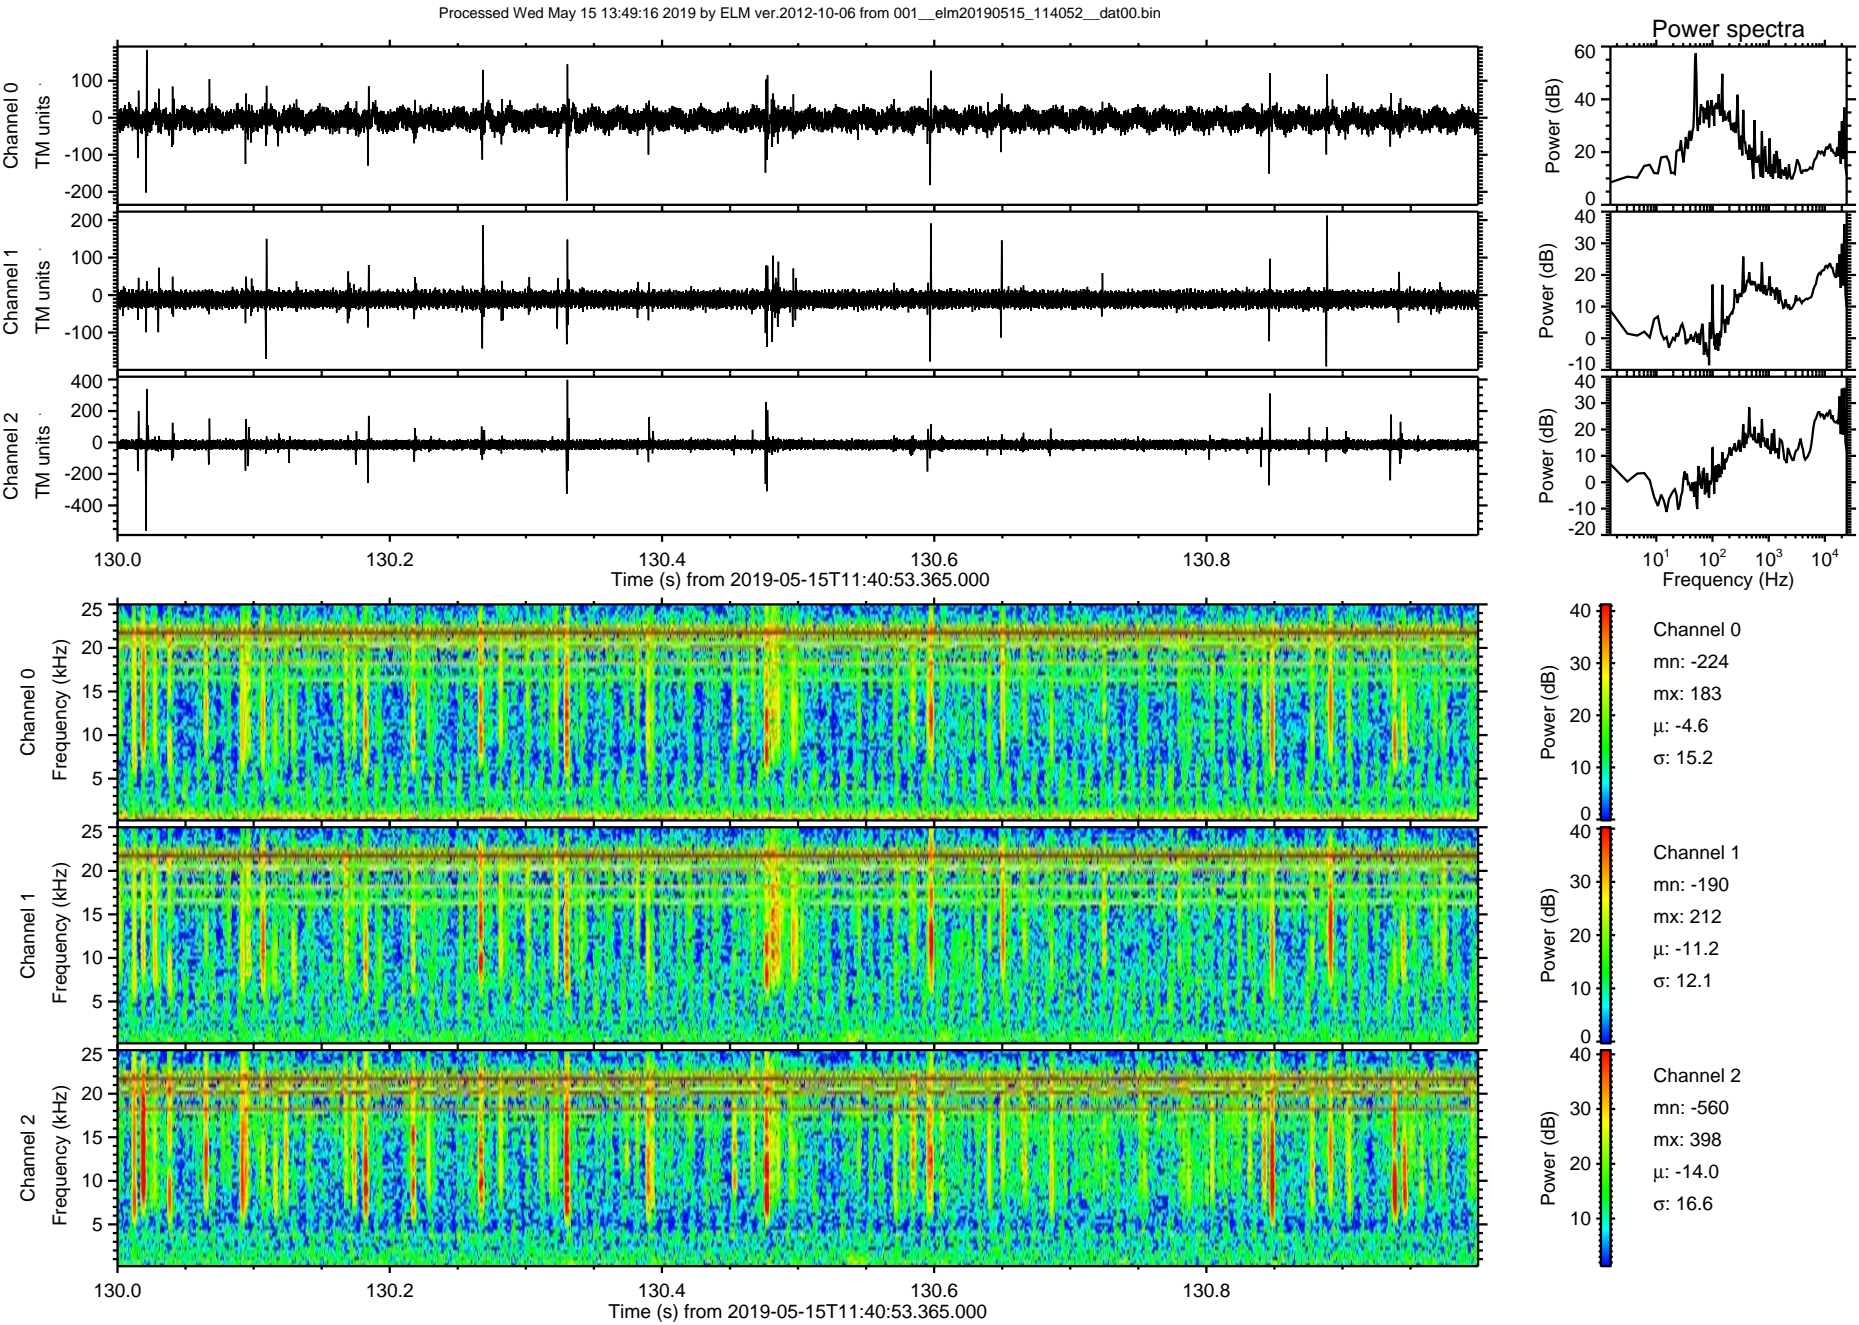 Processed Wed May 15 13:49:16 2019 by ELM ver.2012-10-06 from 001__elm20190515_114052__dat00.bin
Power spectra
Channel 0
TM units
100
0
-100
-200
Power (dB)
60
40
20
0
Channel 1
TM units
200
100
0
-100
Power (dB)
40
30
20
10
0
-10
Channel 2
TM units
400
200
0
-200
-400
Power (dB)
40
30
20
10
0
-10
-20
130.0 130.2 130.4 130.6 130.8
Time (s) from 2019-05-15T11:40:53.365.000
10^1 10^2 10^3 10^4
Frequency (Hz)
Channel 0
Frequency (kHz)
25
20
15
10
5
Power (dB)
40
30
20
10
0
Channel 0
mn: -224
mx: 183
μ: -4.6
σ: 15.2
Channel 1
Frequency (kHz)
25
20
15
10
5
Power (dB)
40
30
20
10
0
Channel 1
mn: -190
mx: 212
μ: -11.2
σ: 12.1
Channel 2
Frequency (kHz)
25
20
15
10
5
Power (dB)
40
30
20
10
Channel 2
mn: -560
mx: 398
μ: -14.0
σ: 16.6
130.0 130.2 130.4 130.6 130.8
Time (s) from 2019-05-15T11:40:53.365.000